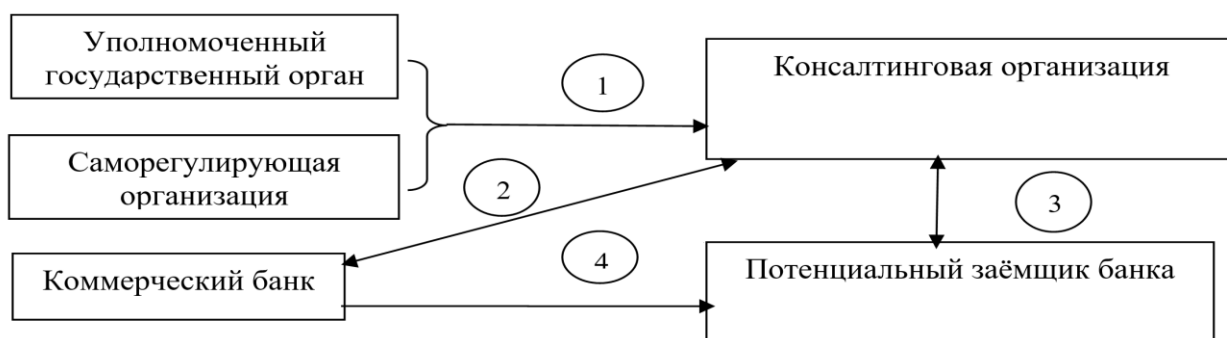 Уполномоченный
государственный орган
1
Консалтинговая организация
Саморегулирующая
организация
2
3
Коммерческий банк
4
Потенциальный заёмщик банка